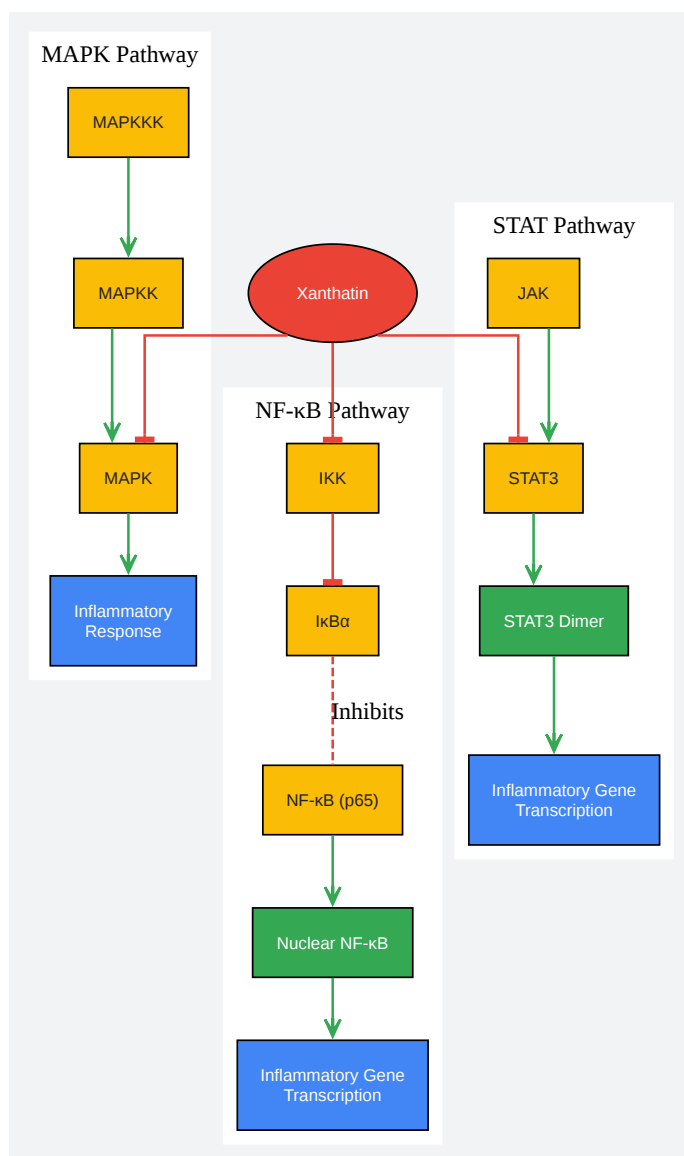 MAPK Pathway
MAPKKK
MAPKK
MAPK
Inflammatory
Response
Xanthatin
NF-κB Pathway
IKK
IκBα
Inhibits
NF-κB (p65)
Nuclear NF-κB
Inflammatory Gene
Transcription
STAT Pathway
JAK
STAT3
STAT3 Dimer
Inflammatory Gene
Transcription